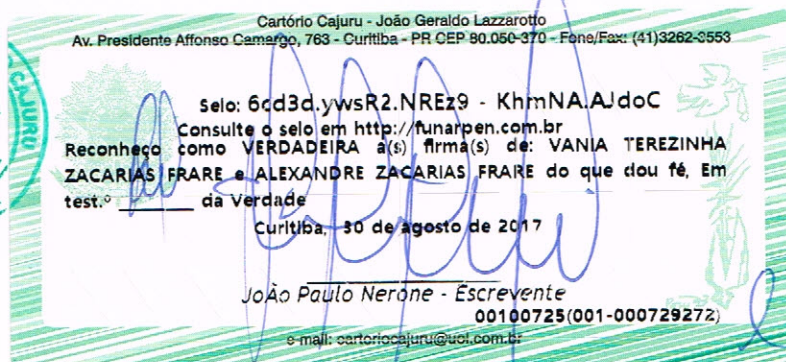 Cartório Cajuru - João Geraldo Lazzarotto
Av. Presidente Affonso Camargo, 763 - Curitiba - PR CEP 80.050-370 - Fone/Fax: (41)3262-3553
CAJURU
Selo: 6cd3d.ywsR2.NREz9 - KhmNA.AJdoC
Consulte o selo em http://funarpen.com.br
Reconheço como VERDADEIRA a(s) firma(s) de: VANIA TEREZINHA
ZACARIAS FRARE e ALEXANDRE ZACARIAS FRARE do que dou fé, Em
test.º _______ da Verdade
Curitiba, 30 de agosto de 2017
JoÃo Paulo Nerone - Escrevente
00100725(001-000729272)
e-mail: cartoriocajuru@uol.com.br